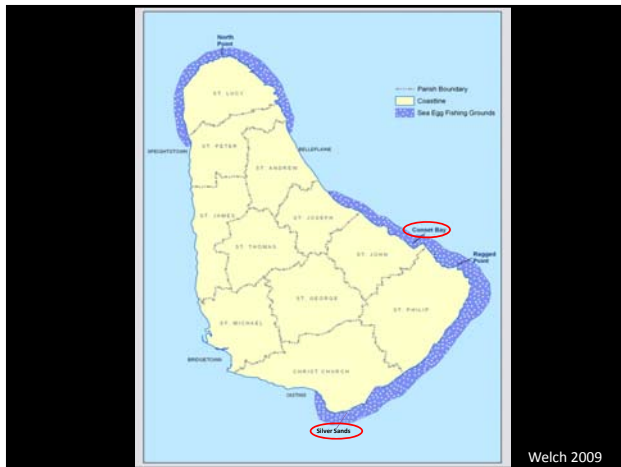 North
Point
ST. LUCY
Parish Boundary
Coastline
Sea Egg Fishing Grounds
SPEIGHTSTOWN
ST. PETER
BELLEPLAINE
ST. ANDREW
ST. JAMES
ST. JOSEPH
Conset Bay
ST. THOMAS
ST. JOHN
Ragged
Point
ST. GEORGE
ST. PHILIP
ST. MICHAEL
BRIDGETOWN
CHRIST CHURCH
OISTINS
Silver Sands
Welch 2009